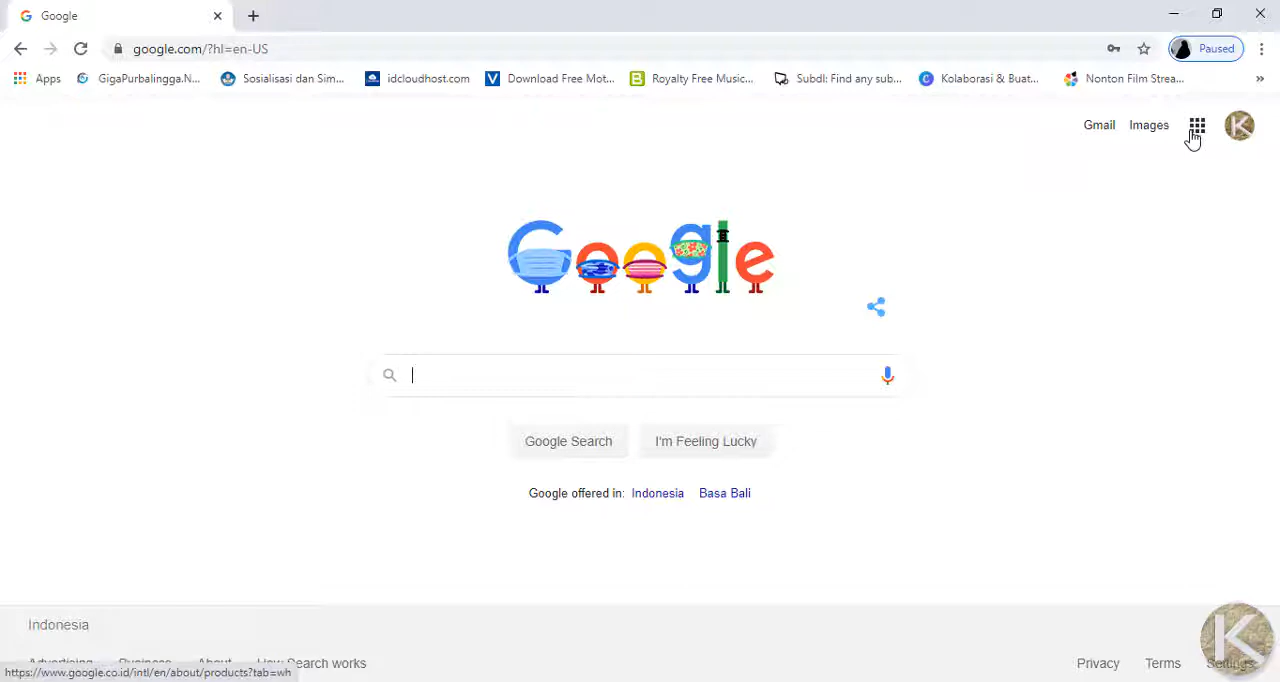 Google
google.com/?hl=en-US
Paused
Apps GigaPurbalingga.N... Sosialisasi dan Sim... idcloudhost.com Download Free Mot... Royalty Free Music... Subdl: Find any sub... Kolaborasi & Buat... Nonton Film Strea... »
Gmail Images
Google
Google Search I'm Feeling Lucky
Google offered in: Indonesia Basa Bali
Indonesia
Advertising Business About How Search works Privacy Terms Settings
https://www.google.co.id/intl/en/about/products?tab=wh